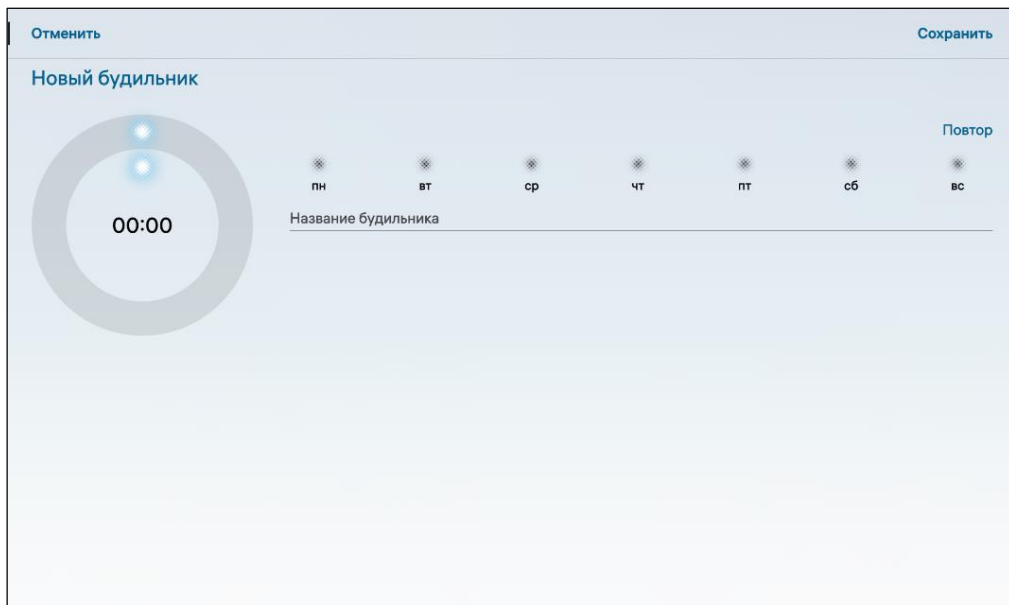 Отменить Сохранить
Новый будильник
Повтор
пн вт ср чт пт сб вс
00:00
Название будильника